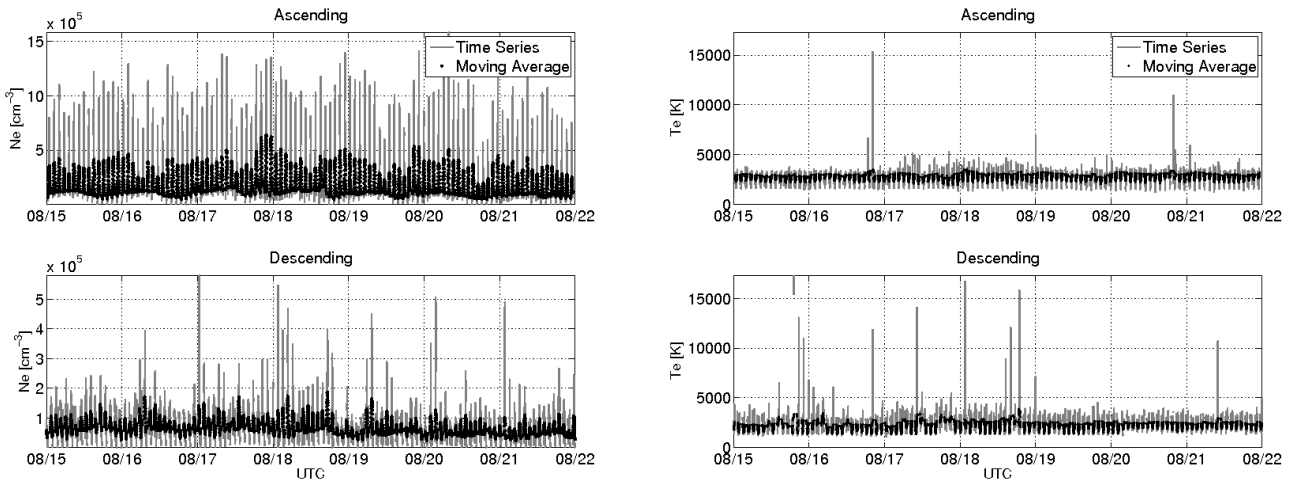 Ascending
x 10⁵
15
10
5
Ne [cm⁻³]
Time Series
Moving Average
08/15 08/16 08/17 08/18 08/19 08/20 08/21 08/22
Ascending
15000
10000
5000
0
Te [K]
Time Series
Moving Average
08/15 08/16 08/17 08/18 08/19 08/20 08/21 08/22
Descending
x 10⁵
5
4
3
2
1
Ne [cm⁻³]
08/15 08/16 08/17 08/18 08/19 08/20 08/21 08/22
UTC
Descending
15000
10000
5000
0
Te [K]
08/15 08/16 08/17 08/18 08/19 08/20 08/21 08/22
UTC